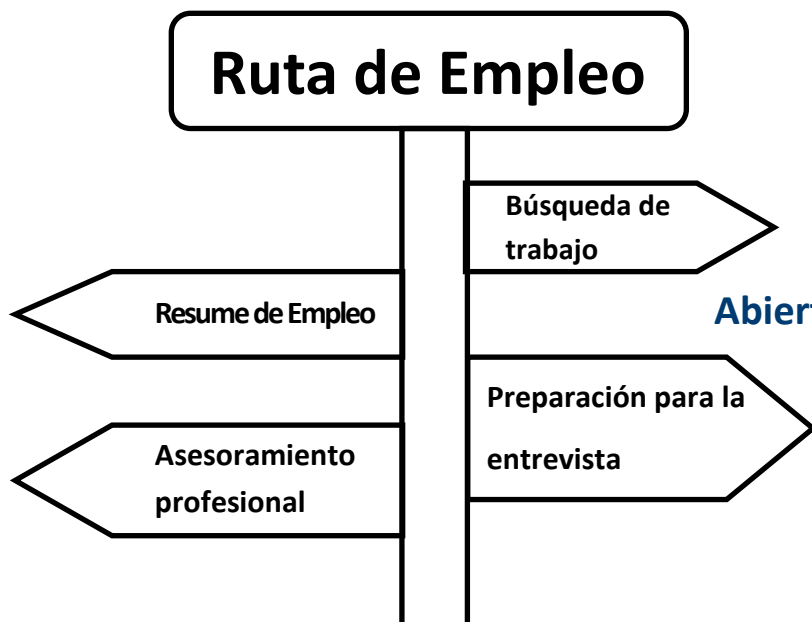 Ruta de Empleo
Búsqueda de
trabajo
Resume de Empleo
Preparación para la
entrevista
Asesoramiento
profesional